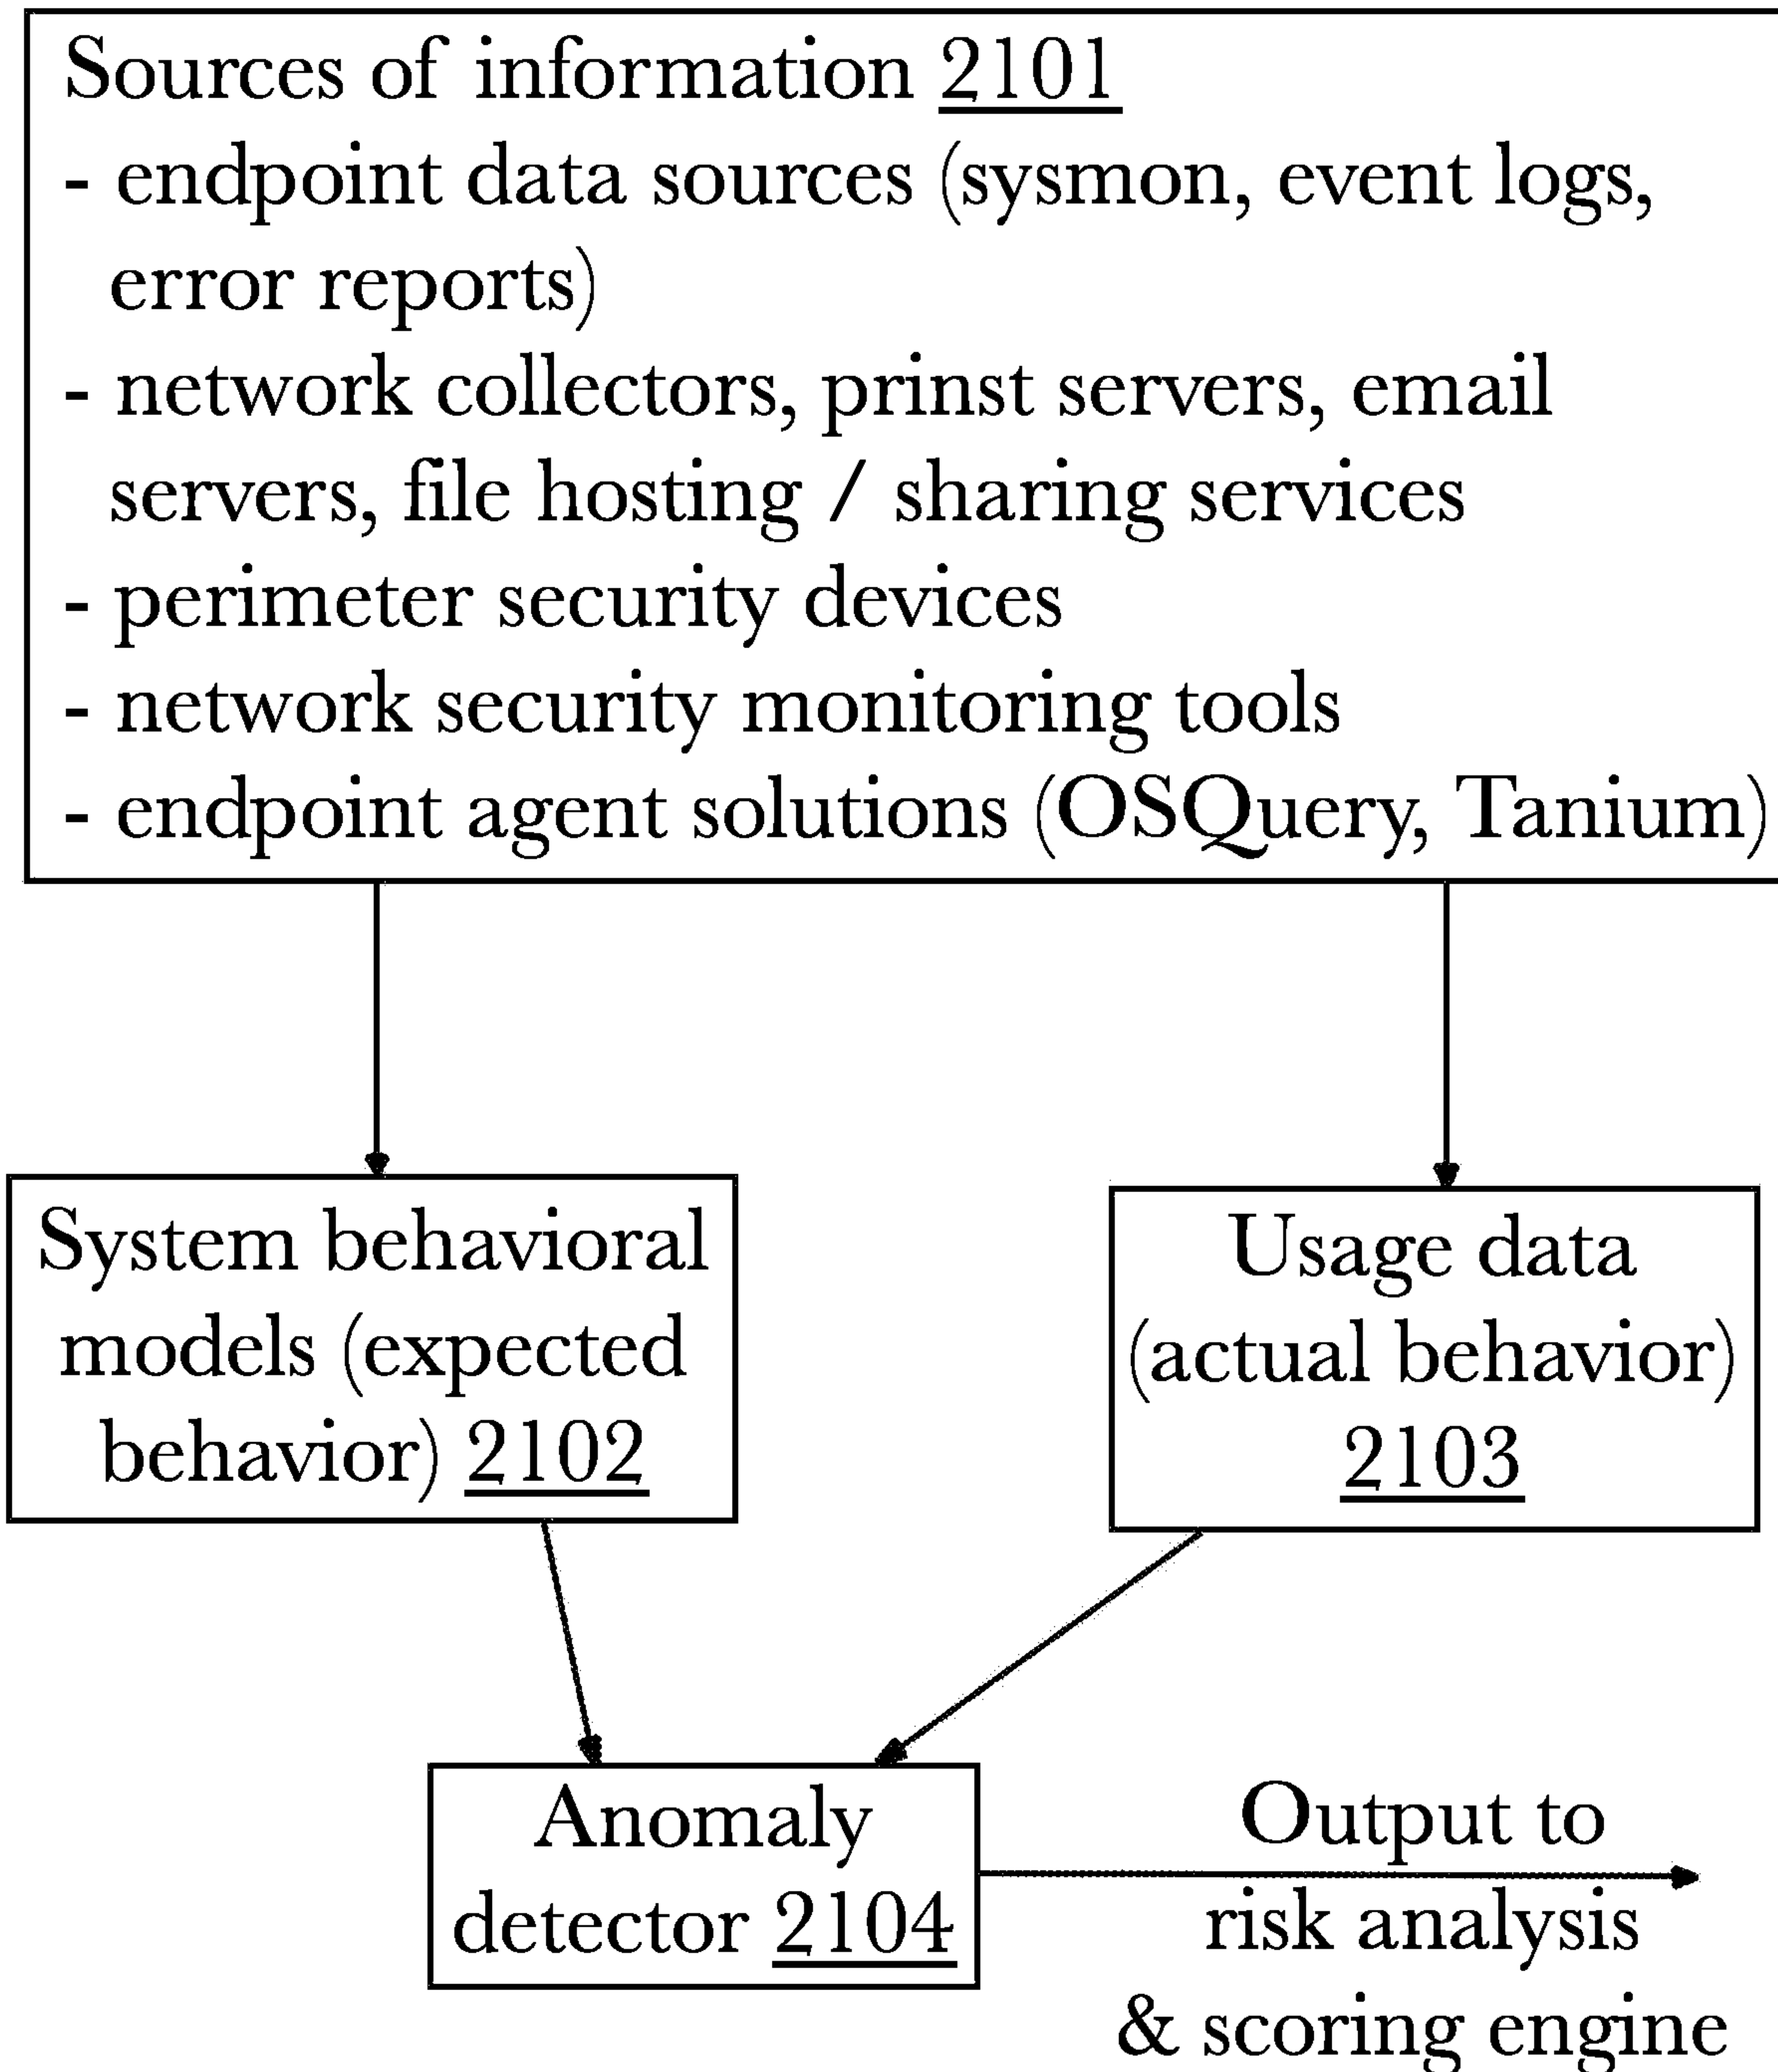 Sources of information 2101
- endpoint data sources (sysmon, event logs,
error reports)
- network collectors, prinst servers, email
servers, file hosting / sharing services
- perimeter security devices
- network security monitoring tools
- endpoint agent solutions (OSQuery, Tanium)
System behavioral
models (expected
behavior) 2102
Usage data
(actual behavior)
2103
Anomaly
detector 2104
Output to
risk analysis
& scoring engine